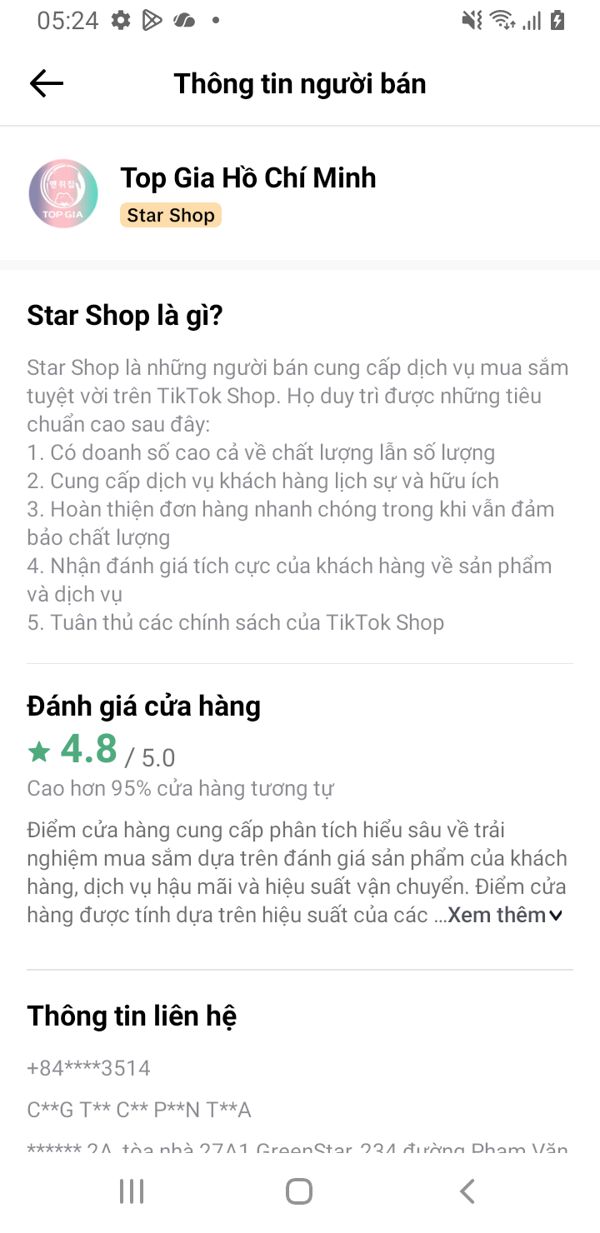 05:24
Thông tin người bán
Top Gia Hồ Chí Minh
TOP GIA
Star Shop
Star Shop là gì?
Star Shop là những người bán cung cấp dịch vụ mua sắm
tuyệt vời trên TikTok Shop. Họ duy trì được những tiêu
chuẩn cao sau đây:
1. Có doanh số cao cả về chất lượng lẫn số lượng
2. Cung cấp dịch vụ khách hàng lịch sự và hữu ích
3. Hoàn thiện đơn hàng nhanh chóng trong khi vẫn đảm
bảo chất lượng
4. Nhận đánh giá tích cực của khách hàng về sản phẩm
và dịch vụ
5. Tuân thủ các chính sách của TikTok Shop
Đánh giá cửa hàng
4.8 / 5.0
Cao hơn 95% cửa hàng tương tự
Điểm cửa hàng cung cấp phân tích hiểu sâu về trải
nghiệm mua sắm dựa trên đánh giá sản phẩm của khách
hàng, dịch vụ hậu mãi và hiệu suất vận chuyển. Điểm cửa
hàng được tính dựa trên hiệu suất của các ...Xem thêm
Thông tin liên hệ
+84****3514
C**G T** C** P**N T**A
****** 2A, tòa nhà 27A1 GreenStar, 234 đường Phạm Văn